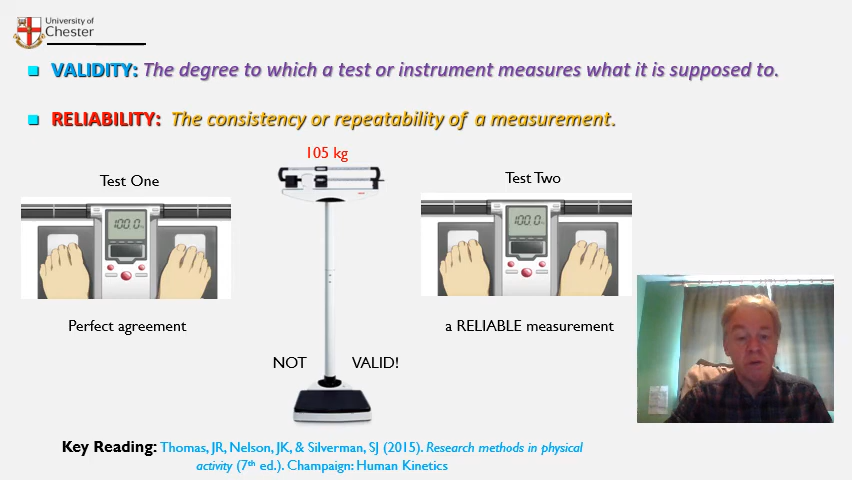 University of
Chester
VALIDITY: The degree to which a test or instrument measures what it is supposed to.
RELIABILITY: The consistency or repeatability of a measurement.
105 kg
Test One
Test Two
100.0
100.0
Perfect agreement
a RELIABLE measurement
NOT VALID!
Key Reading: Thomas, JR, Nelson, JK, & Silverman, SJ (2015). Research methods in physical
activity (7th ed.). Champaign: Human Kinetics